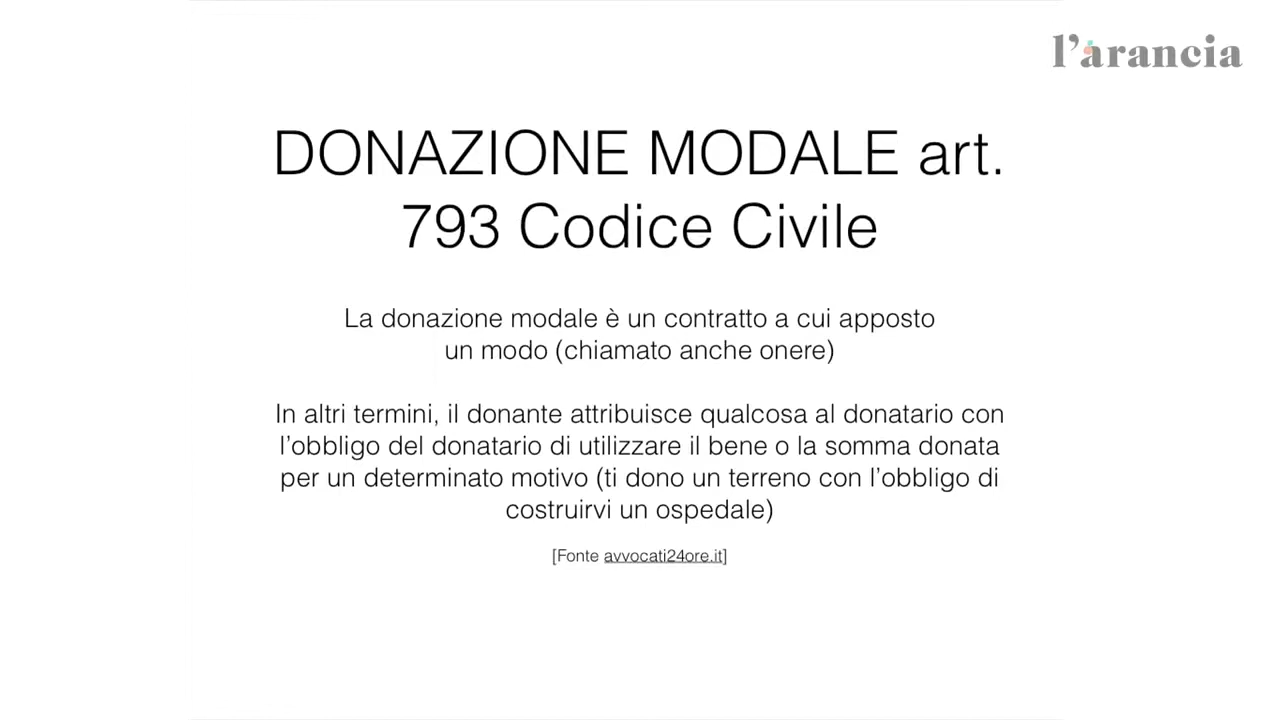 l'arancia
DONAZIONE MODALE art.
793 Codice Civile
La donazione modale è un contratto a cui apposto
un modo (chiamato anche onere)
In altri termini, il donante attribuisce qualcosa al donatario con
l'obbligo del donatario di utilizzare il bene o la somma donata
per un determinato motivo (ti dono un terreno con l'obbligo di
costruirvi un ospedale)
[Fonte avvocati24ore.it]